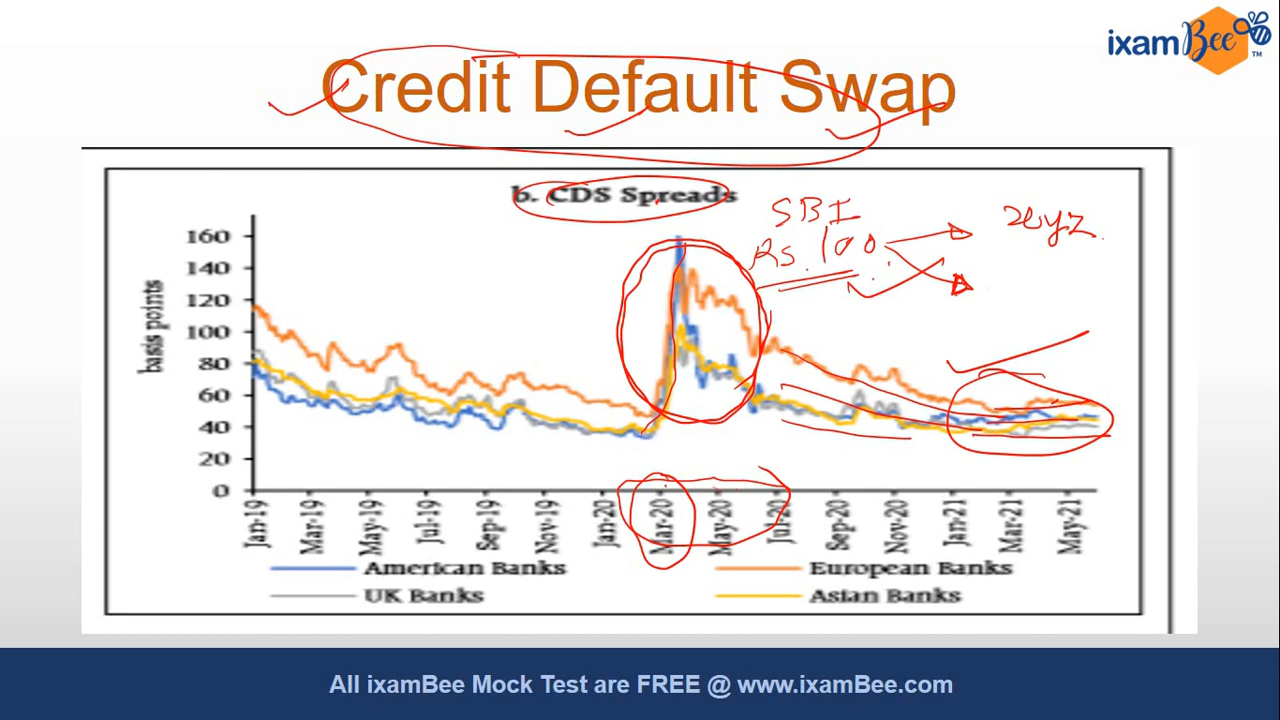 ixamBee
TM
Credit Default Swap
b. CDS Spreads
SBI
Rs. 100
xyz
basis points
160
140
120
100
80
60
40
20
0
Jan-19
Mar-19
May-19
Jul-19
Sep-19
Nov-19
Jan-20
Mar-20
May-20
Jul-20
Sep-20
Nov-20
Jan-21
Mar-21
May-21
American Banks
European Banks
UK Banks
Asian Banks
All ixamBee Mock Test are FREE @ www.ixamBee.com